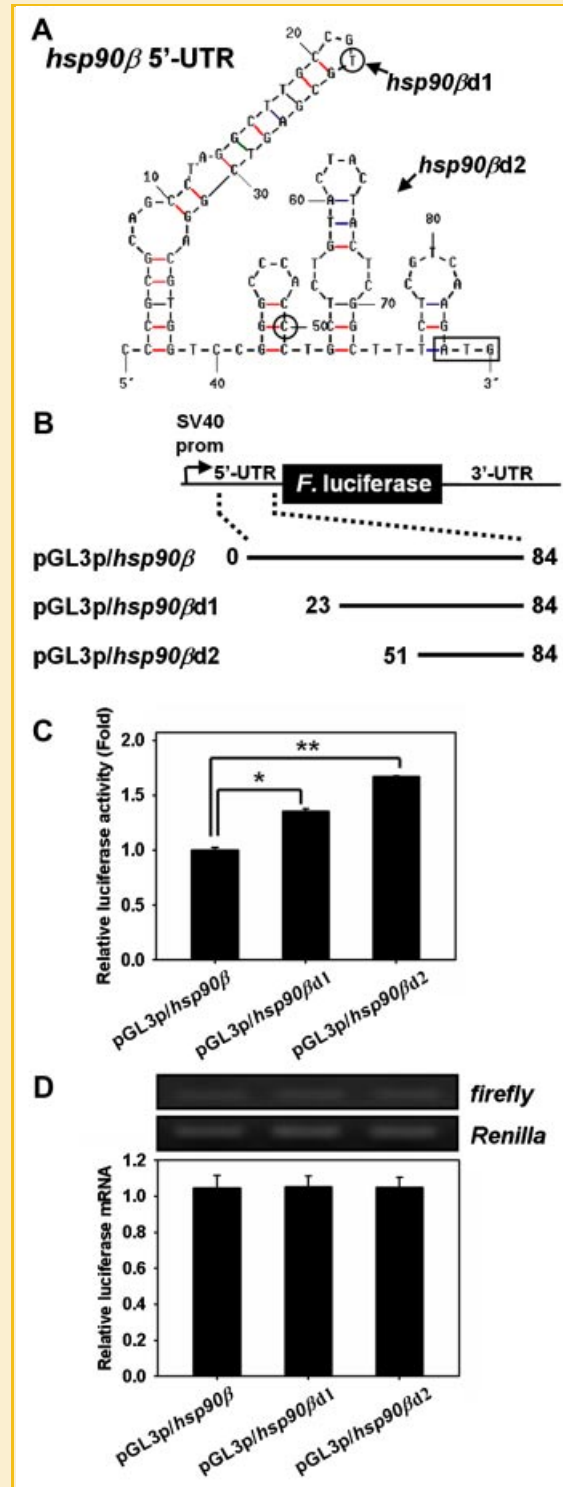 A
hsp90β 5’-UTR
20
hsp90βd1
10
30
hsp90βd2
60
80
50
70
A-T-G
5'
40
3'
B
SV40
prom
5’-UTR
F. luciferase
3’-UTR
pGL3p/hsp90β 0 84
pGL3p/hsp90βd1 23 84
pGL3p/hsp90βd2 51 84
C
Relative luciferase activity (Fold)
2.0
1.5
1.0
0.5
0.0
*
**
pGL3p/hsp90β
pGL3p/hsp90βd1
pGL3p/hsp90βd2
D
firefly
Renilla
Relative luciferase mRNA
1.2
1.0
0.8
0.6
0.4
0.2
0.0
pGL3p/hsp90β
pGL3p/hsp90βd1
pGL3p/hsp90βd2